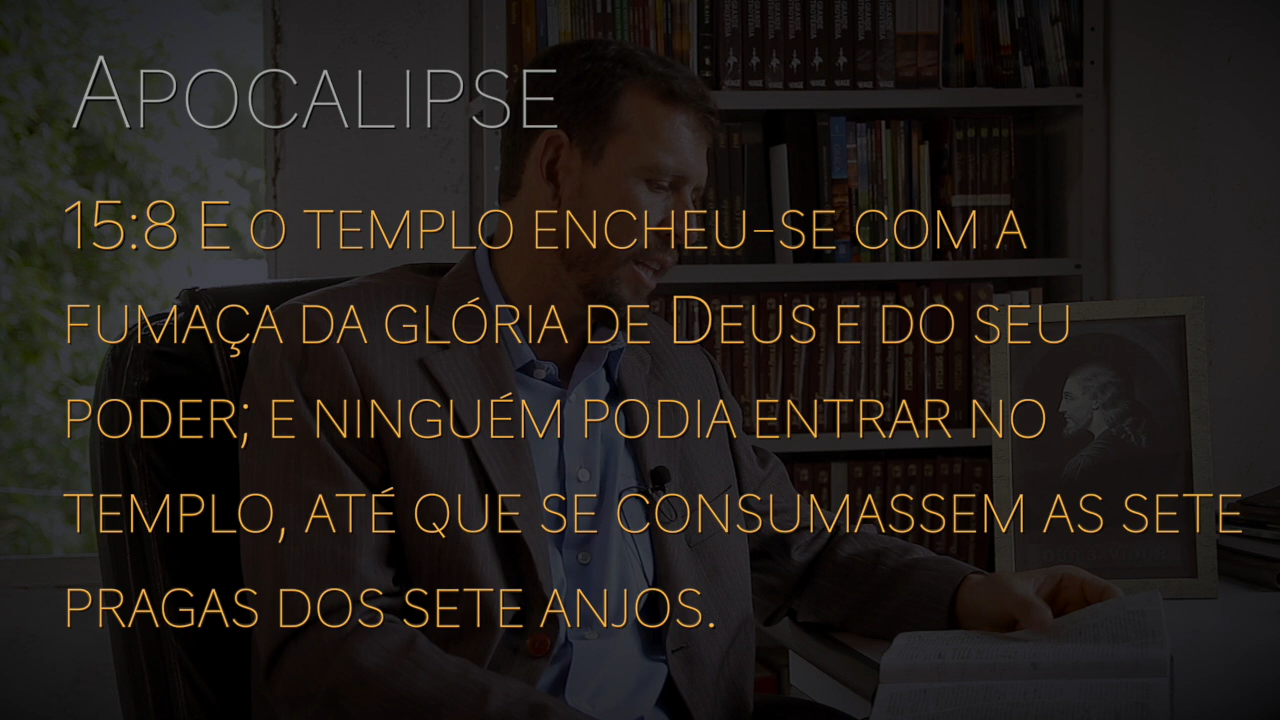 Apocalipse
15:8 E o templo encheu-se com a
fumaça da glória de Deus e do seu
poder; e ninguém podia entrar no
templo, até que se consumassem as sete
pragas dos sete anjos.